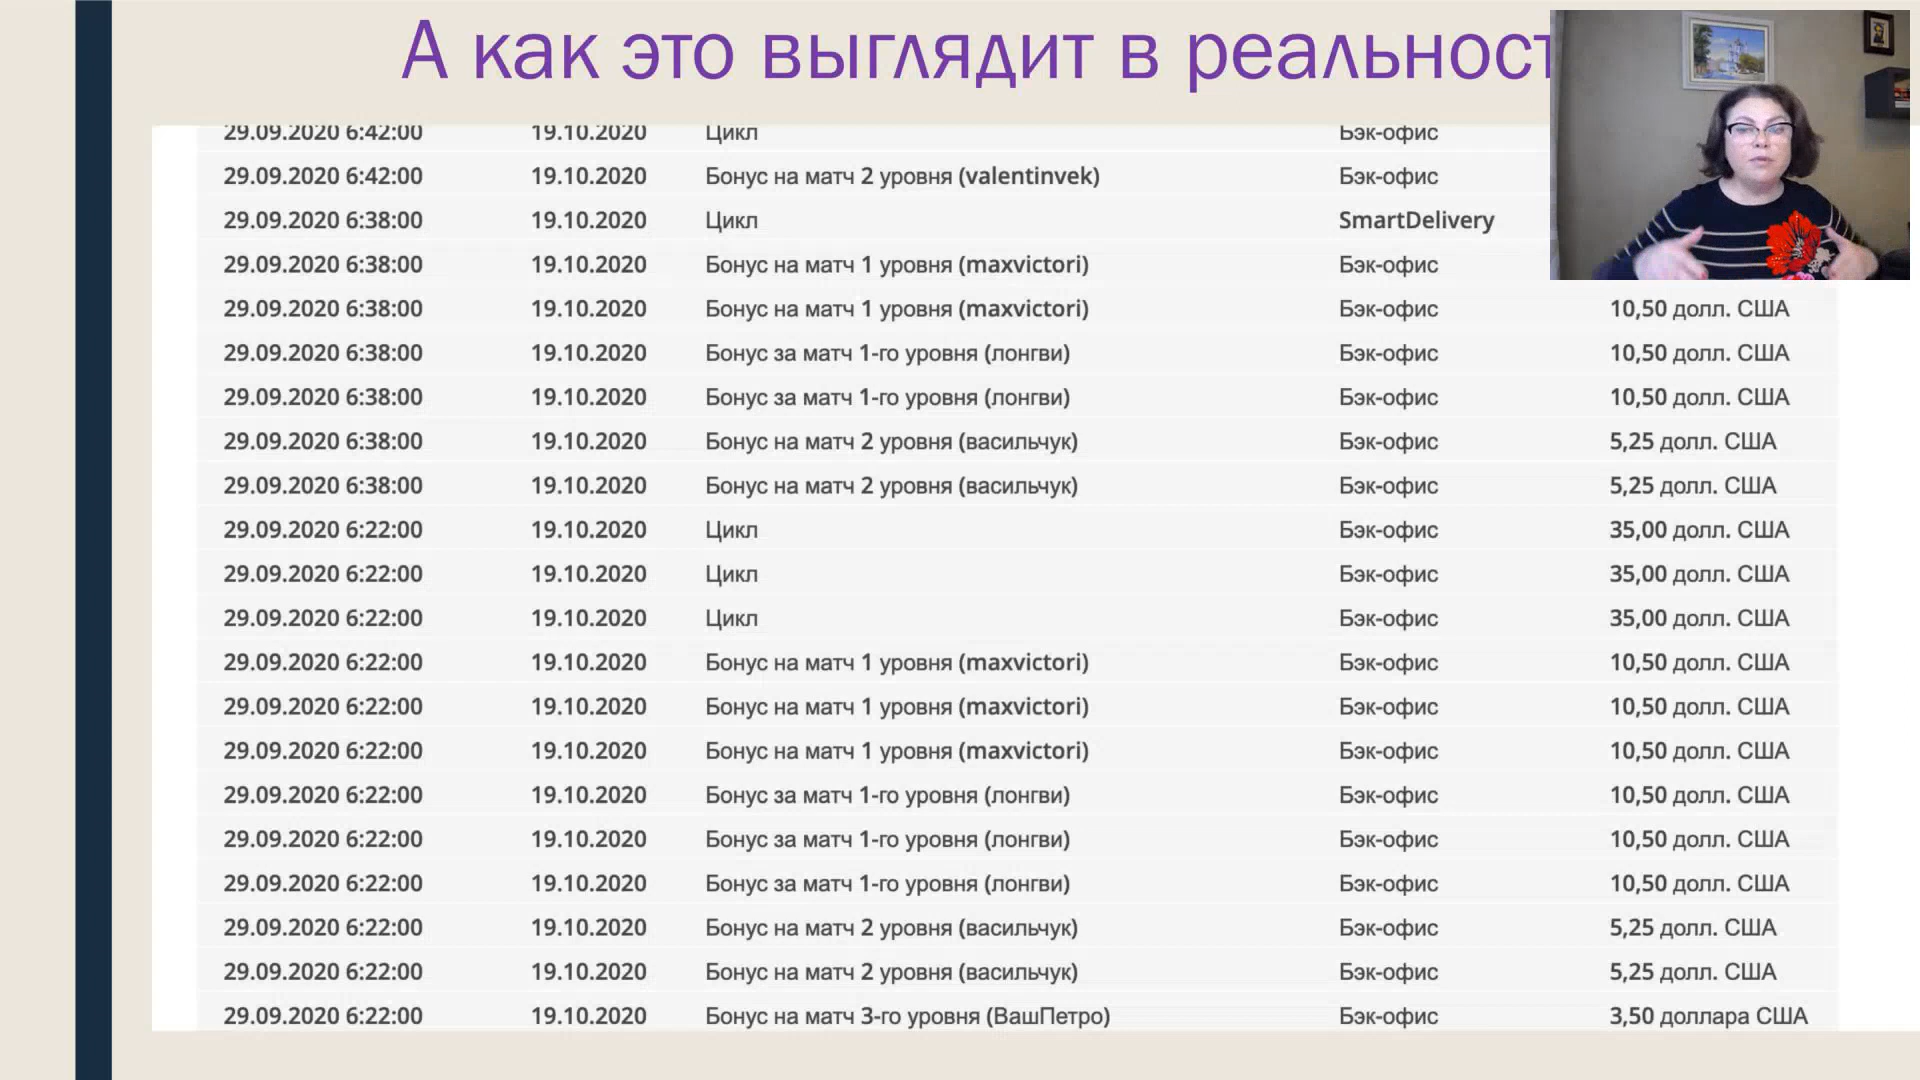 А как это выглядит в реальност
29.09.2020 6:42:00 19.10.2020 Цикл Бэк-офис
29.09.2020 6:42:00 19.10.2020 Бонус на матч 2 уровня (valentinvek) Бэк-офис
29.09.2020 6:38:00 19.10.2020 Цикл SmartDelivery
29.09.2020 6:38:00 19.10.2020 Бонус на матч 1 уровня (maxvictori) Бэк-офис
29.09.2020 6:38:00 19.10.2020 Бонус на матч 1 уровня (maxvictori) Бэк-офис 10,50 долл. США
29.09.2020 6:38:00 19.10.2020 Бонус за матч 1-го уровня (лонгви) Бэк-офис 10,50 долл. США
29.09.2020 6:38:00 19.10.2020 Бонус за матч 1-го уровня (лонгви) Бэк-офис 10,50 долл. США
29.09.2020 6:38:00 19.10.2020 Бонус на матч 2 уровня (васильчук) Бэк-офис 5,25 долл. США
29.09.2020 6:38:00 19.10.2020 Бонус на матч 2 уровня (васильчук) Бэк-офис 5,25 долл. США
29.09.2020 6:22:00 19.10.2020 Цикл Бэк-офис 35,00 долл. США
29.09.2020 6:22:00 19.10.2020 Цикл Бэк-офис 35,00 долл. США
29.09.2020 6:22:00 19.10.2020 Цикл Бэк-офис 35,00 долл. США
29.09.2020 6:22:00 19.10.2020 Бонус на матч 1 уровня (maxvictori) Бэк-офис 10,50 долл. США
29.09.2020 6:22:00 19.10.2020 Бонус на матч 1 уровня (maxvictori) Бэк-офис 10,50 долл. США
29.09.2020 6:22:00 19.10.2020 Бонус на матч 1 уровня (maxvictori) Бэк-офис 10,50 долл. США
29.09.2020 6:22:00 19.10.2020 Бонус за матч 1-го уровня (лонгви) Бэк-офис 10,50 долл. США
29.09.2020 6:22:00 19.10.2020 Бонус за матч 1-го уровня (лонгви) Бэк-офис 10,50 долл. США
29.09.2020 6:22:00 19.10.2020 Бонус за матч 1-го уровня (лонгви) Бэк-офис 10,50 долл. США
29.09.2020 6:22:00 19.10.2020 Бонус на матч 2 уровня (васильчук) Бэк-офис 5,25 долл. США
29.09.2020 6:22:00 19.10.2020 Бонус на матч 2 уровня (васильчук) Бэк-офис 5,25 долл. США
29.09.2020 6:22:00 19.10.2020 Бонус на матч 3-го уровня (ВашПетро) Бэк-офис 3,50 доллара США